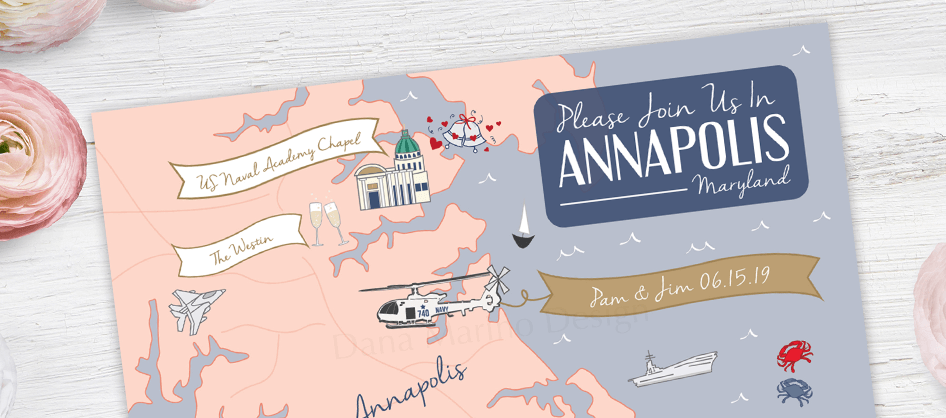 Please Join Us In
ANNAPOLIS
Maryland
US Naval Academy Chapel
The Westin
740 NAVY
Pam & Jim 06.15.19
Dana Marino Design
Annapolis